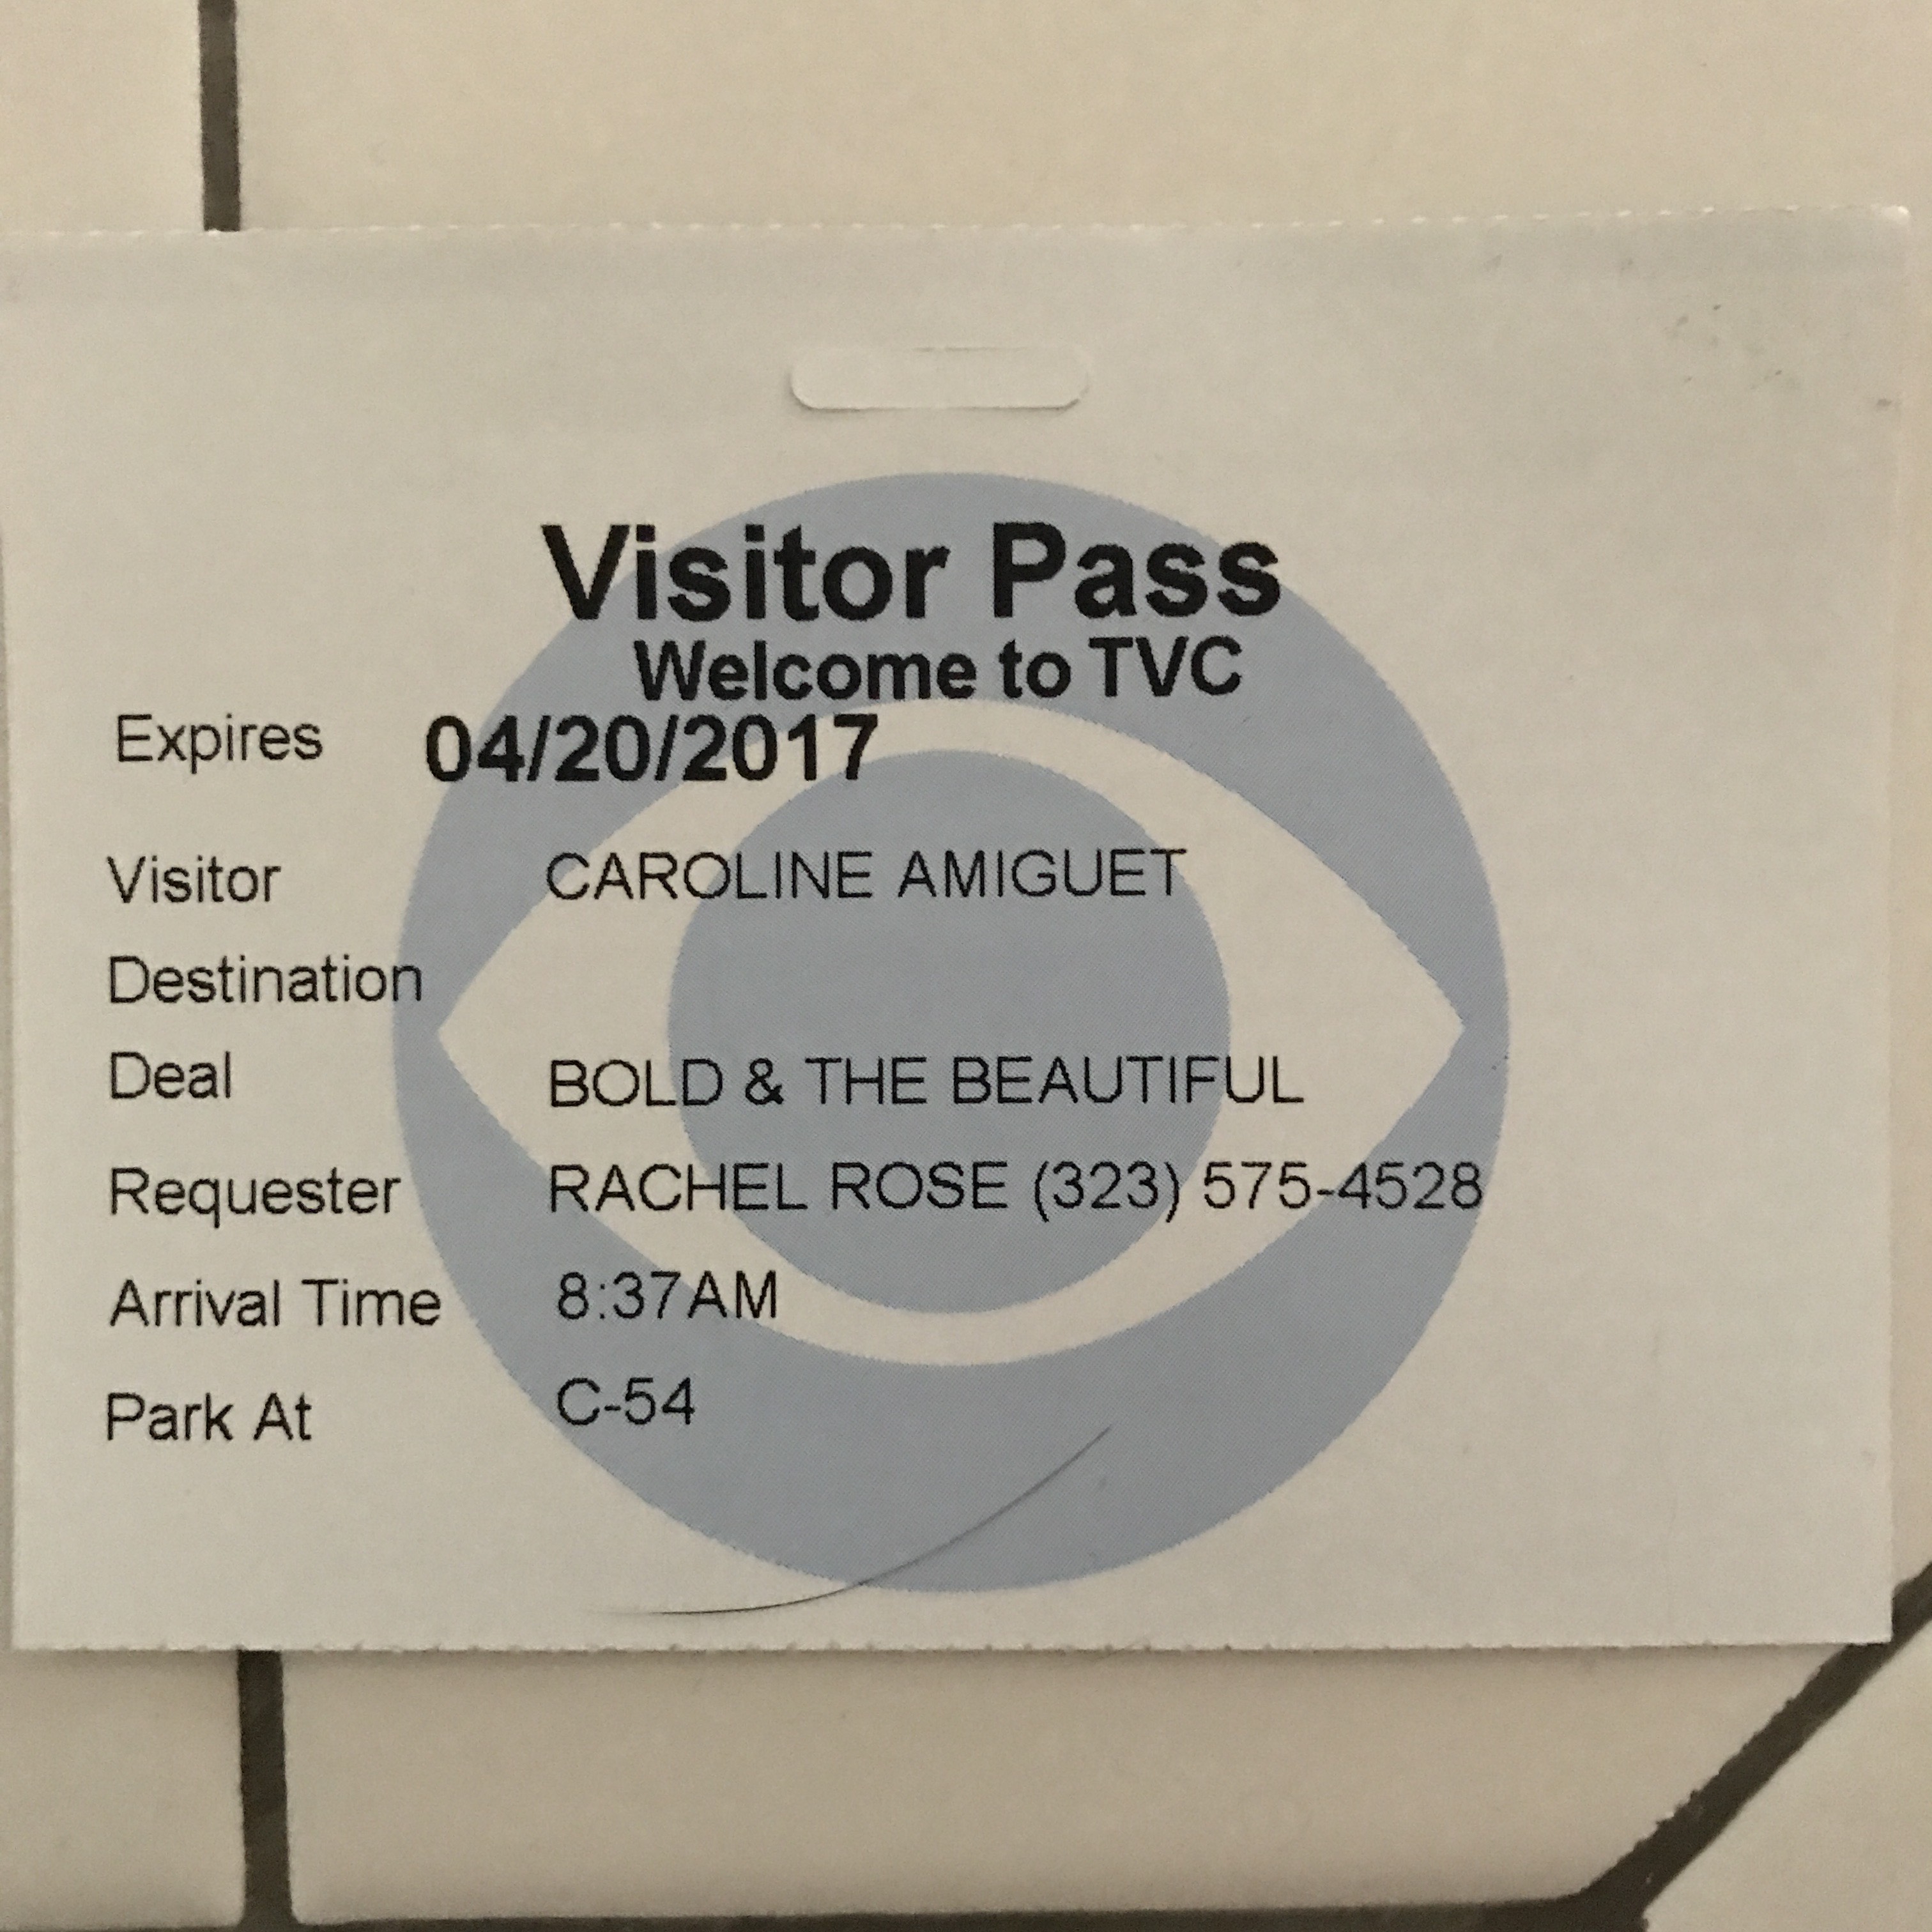 Visitor Pass
Welcome to TVC
Expires 04/20/2017
Visitor CAROLINE AMIGUET
Destination
Deal BOLD & THE BEAUTIFUL
Requester RACHEL ROSE (323) 575-4528
Arrival Time 8:37AM
Park At C-54